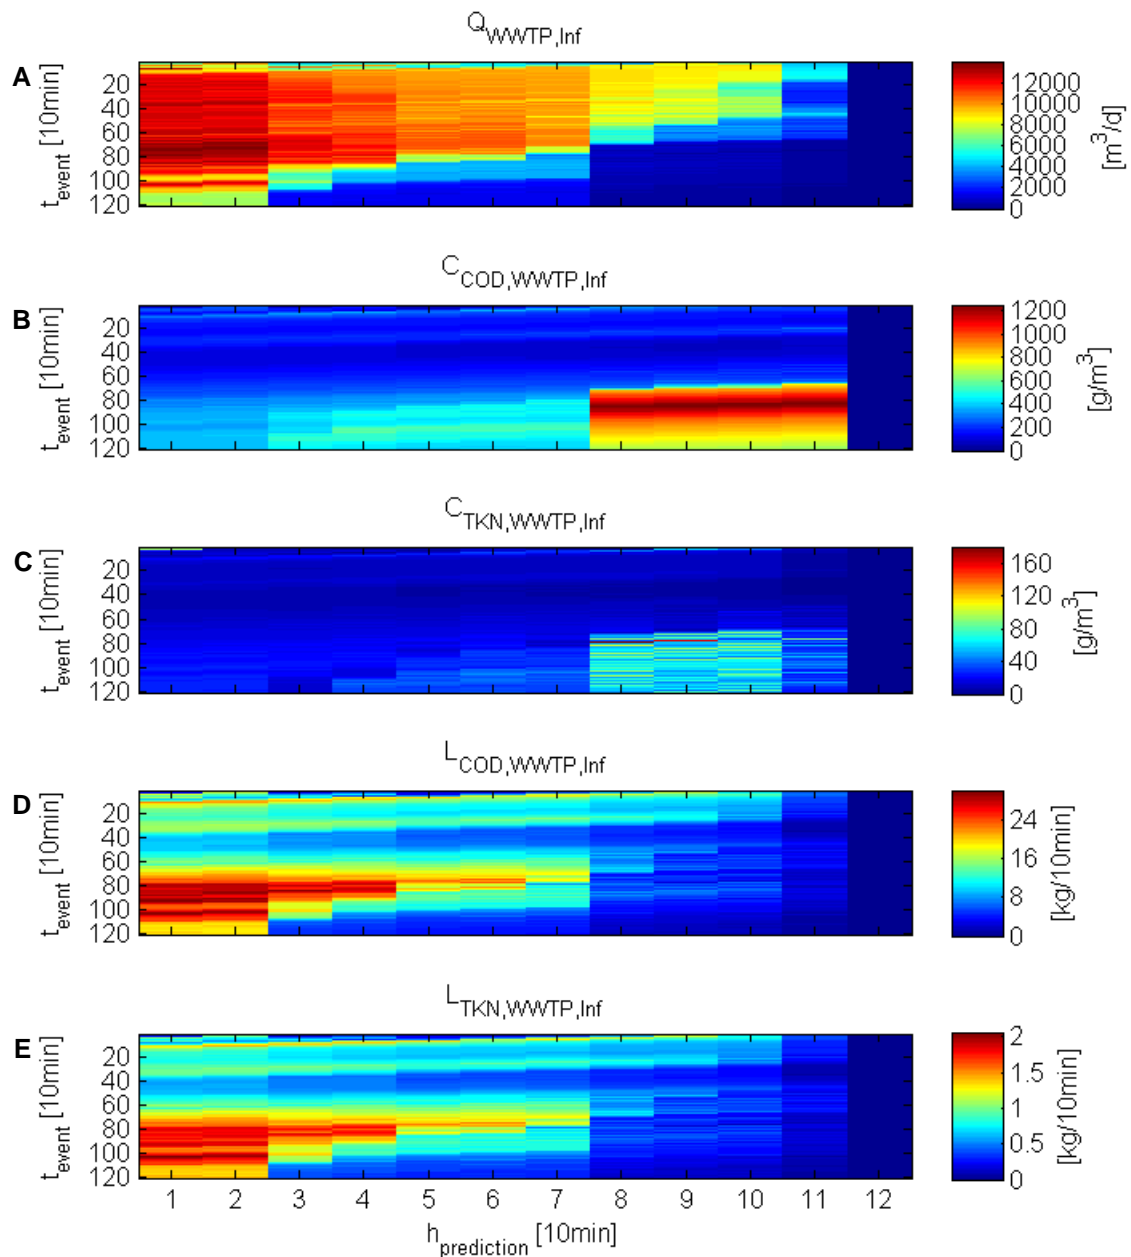 Q_WWTP,Inf
A
t_event [10min]
20
40
60
80
100
120
12000
10000
8000
6000
4000
2000
0
[m³/d]
C_COD,WWTP,Inf
B
t_event [10min]
20
40
60
80
100
120
1200
1000
800
600
400
200
0
[g/m³]
C_TKN,WWTP,Inf
C
t_event [10min]
20
40
60
80
100
120
160
120
80
40
0
[g/m³]
L_COD,WWTP,Inf
D
t_event [10min]
20
40
60
80
100
120
24
16
8
0
[kg/10min]
L_TKN,WWTP,Inf
E
t_event [10min]
20
40
60
80
100
120
2
1.5
1
0.5
0
[kg/10min]
1 2 3 4 5 6 7 8 9 10 11 12
h_prediction [10min]